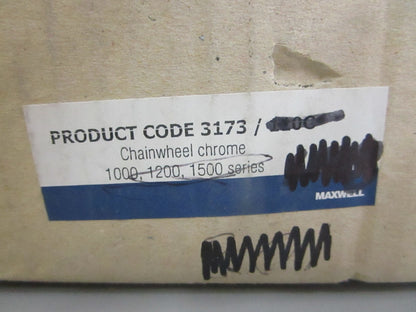 PRODUCT CODE 3173 /
Chainwheel chrome
1000, 1200, 1500 series
MAXWELL